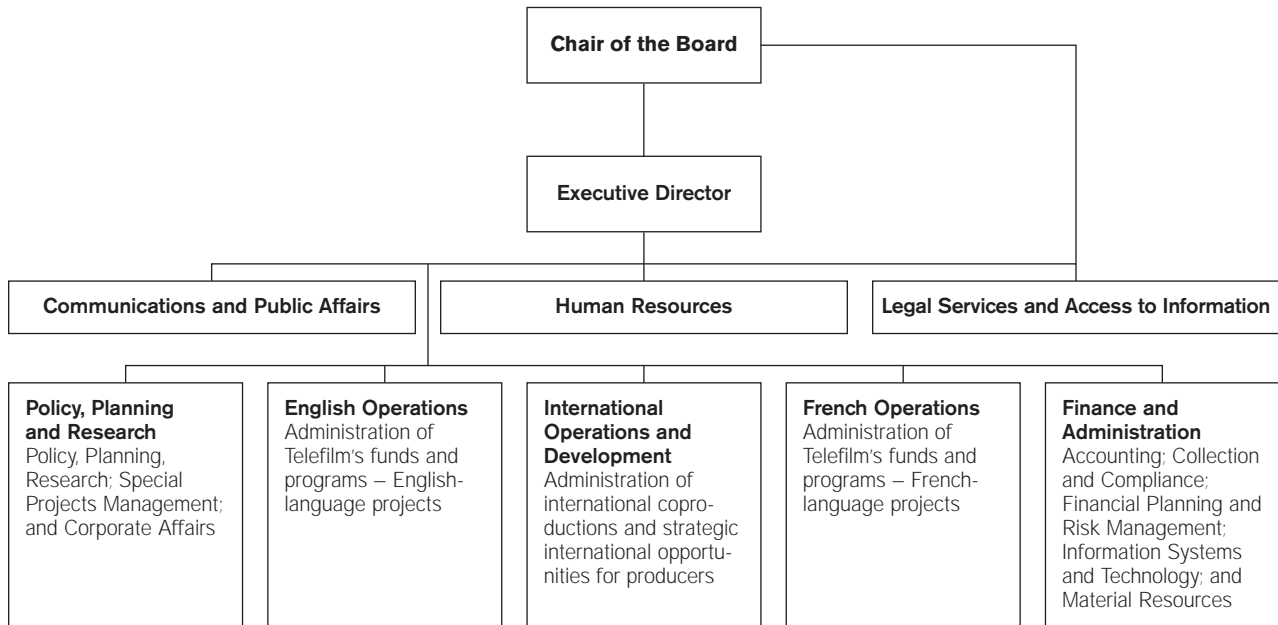 Chair of the Board
Executive Director
Communications and Public Affairs
Human Resources
Legal Services and Access to Information
Policy, Planning
and Research
Policy, Planning,
Research; Special
Projects Management;
and Corporate Affairs
English Operations
Administration of
Telefilm's funds and
programs – English-
language projects
International
Operations and
Development
Administration of
international copro-
ductions and strategic
international opportu-
nities for producers
French Operations
Administration of
Telefilm's funds and
programs – French-
language projects
Finance and
Administration
Accounting; Collection
and Compliance;
Financial Planning and
Risk Management;
Information Systems
and Technology; and
Material Resources